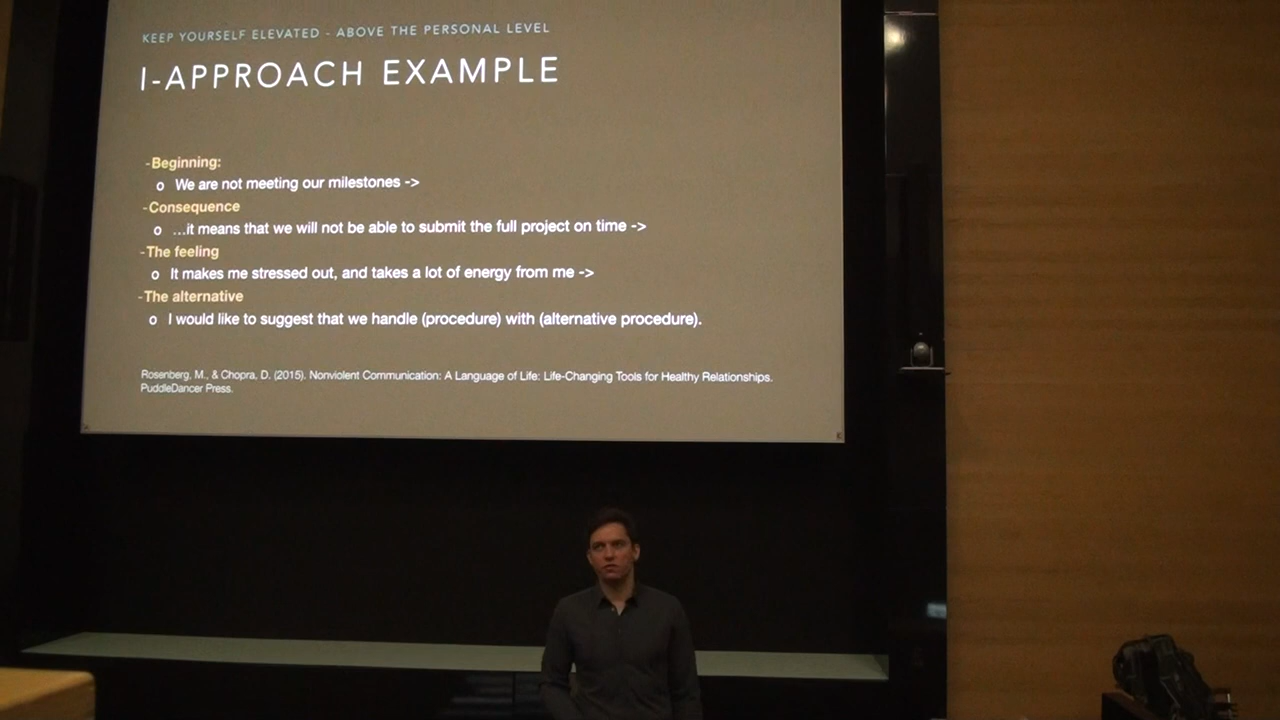 KEEP YOURSELF ELEVATED - ABOVE THE PERSONAL LEVEL
I-APPROACH EXAMPLE
-Beginning:
o We are not meeting our milestones ->
-Consequence
o …it means that we will not be able to submit the full project on time ->
-The feeling
o It makes me stressed out, and takes a lot of energy from me ->
-The alternative
o I would like to suggest that we handle (procedure) with (alternative procedure).
Rosenberg, M., & Chopra, D. (2015). Nonviolent Communication: A Language of Life: Life-Changing Tools for Healthy Relationships.
PuddleDancer Press.